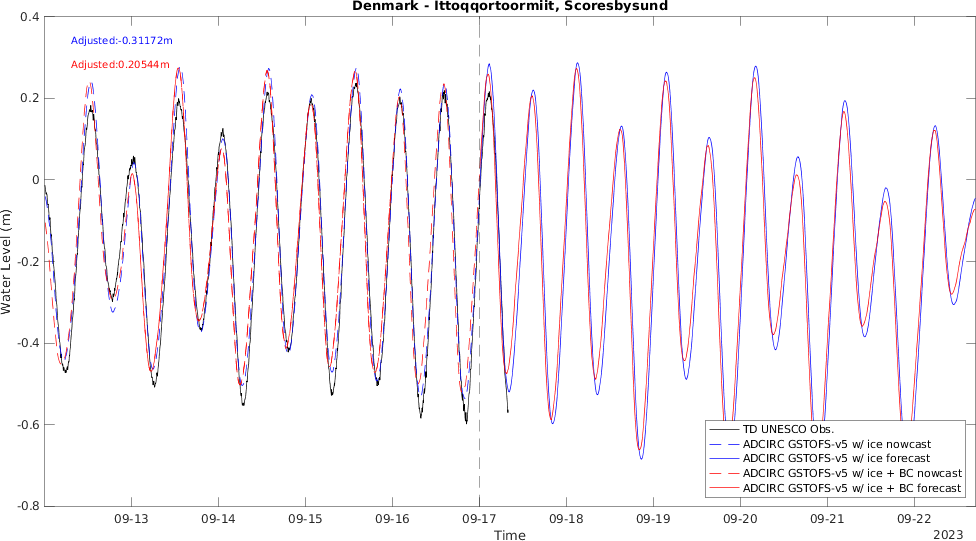 Denmark - Ittoqqortoormiit, Scoresbysund
Adjusted:-0.31172m
Adjusted:0.20544m
Water Level (m)
0.4
0.2
0
-0.2
-0.4
-0.6
-0.8
TD UNESCO Obs.
ADCIRC GSTOFS-v5 w/ ice nowcast
ADCIRC GSTOFS-v5 w/ ice forecast
ADCIRC GSTOFS-v5 w/ ice + BC nowcast
ADCIRC GSTOFS-v5 w/ ice + BC forecast
09-13 09-14 09-15 09-16 09-17 09-18 09-19 09-20 09-21 09-22
Time
2023